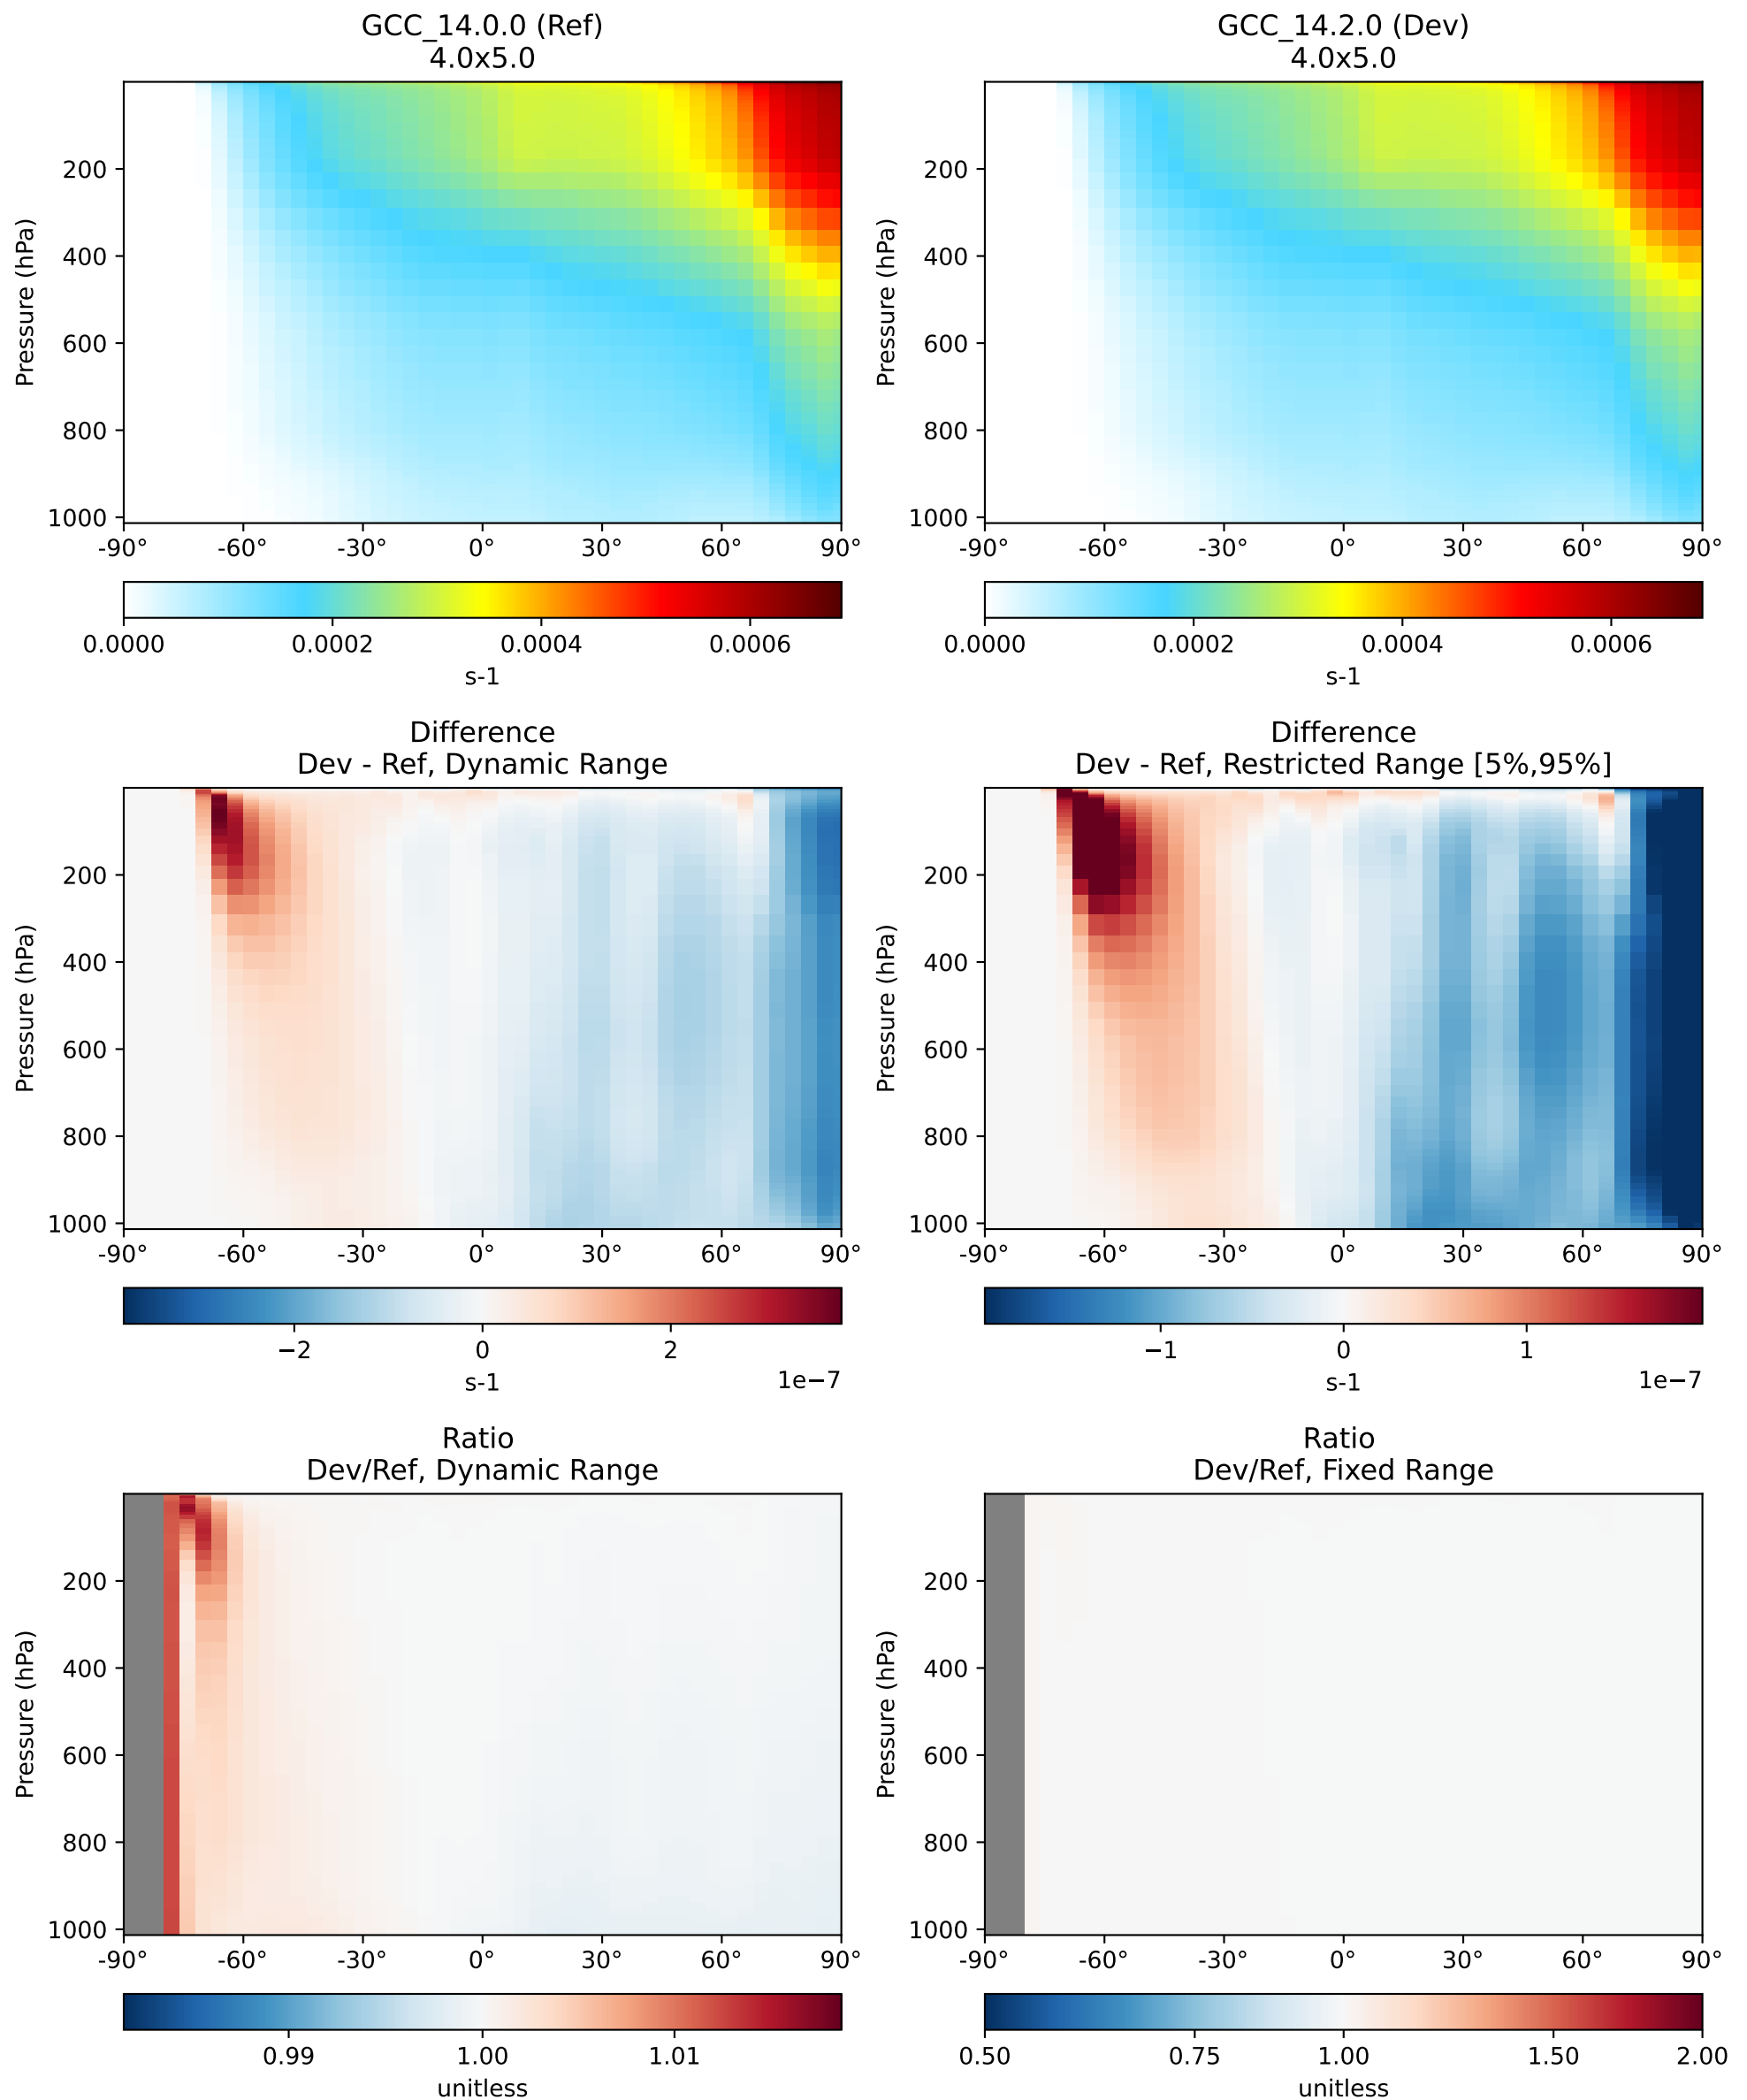 GCC_14.0.0 (Ref)
4.0x5.0
Pressure (hPa)
200
400
600
800
1000
-90° -60° -30° 0° 30° 60° 90°
0.0000 0.0002 0.0004 0.0006
s-1
GCC_14.2.0 (Dev)
4.0x5.0
Pressure (hPa)
200
400
600
800
1000
-90° -60° -30° 0° 30° 60° 90°
0.0000 0.0002 0.0004 0.0006
s-1
Difference
Dev - Ref, Dynamic Range
Pressure (hPa)
200
400
600
800
1000
-90° -60° -30° 0° 30° 60° 90°
−2 0 2
s-1 1e−7
Difference
Dev - Ref, Restricted Range [5%,95%]
Pressure (hPa)
200
400
600
800
1000
-90° -60° -30° 0° 30° 60° 90°
−1 0 1
s-1 1e−7
Ratio
Dev/Ref, Dynamic Range
Pressure (hPa)
200
400
600
800
1000
-90° -60° -30° 0° 30° 60° 90°
0.99 1.00 1.01
unitless
Ratio
Dev/Ref, Fixed Range
Pressure (hPa)
200
400
600
800
1000
-90° -60° -30° 0° 30° 60° 90°
0.50 0.75 1.00 1.50 2.00
unitless